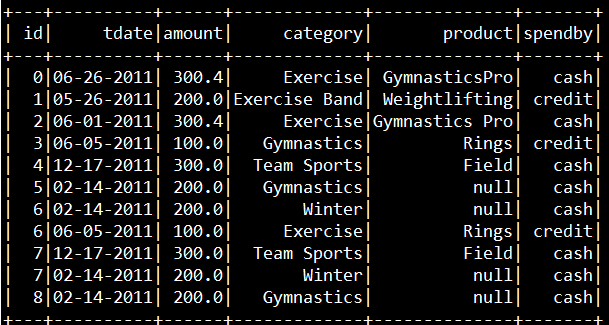 +---+----------+------+-------------+--------------+-------+
| id|     tdate|amount|     category|       product|spendby|
+---+----------+------+-------------+--------------+-------+
|  0|06-26-2011| 300.4|     Exercise| GymnasticsPro|   cash|
|  1|05-26-2011| 200.0|Exercise Band| Weightlifting| credit|
|  2|06-01-2011| 300.4|     Exercise|Gymnastics Pro|   cash|
|  3|06-05-2011| 100.0|   Gymnastics|         Rings| credit|
|  4|12-17-2011| 300.0|  Team Sports|         Field|   cash|
|  5|02-14-2011| 200.0|   Gymnastics|          null|   cash|
|  6|02-14-2011| 200.0|       Winter|          null|   cash|
|  6|06-05-2011| 100.0|     Exercise|         Rings| credit|
|  7|12-17-2011| 300.0|  Team Sports|         Field|   cash|
|  7|02-14-2011| 200.0|       Winter|          null|   cash|
|  8|02-14-2011| 200.0|   Gymnastics|          null|   cash|
+---+----------+------+-------------+--------------+-------+